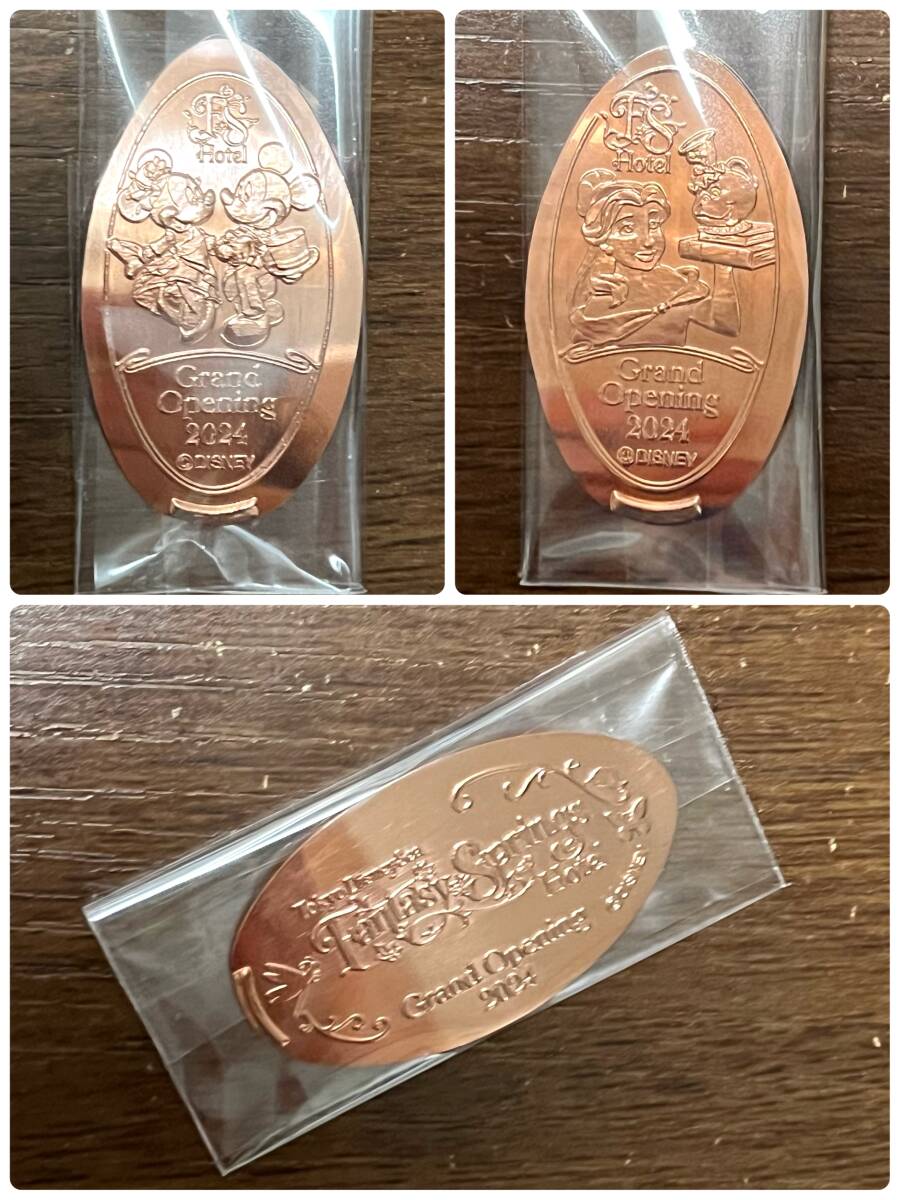 FS
Hotel
Grand
Opening
2024
©DISNEY
FS
Hotel
Grand
Opening
2024
©DISNEY
Tokyo Disneyland
Fantasy Springs
Hotel
Grand Opening
2024
©DISNEY